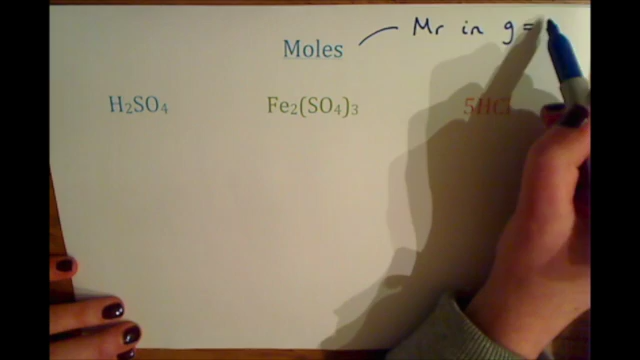 Mr in g =
Moles
H₂SO₄ Fe₂(SO₄)₃ 5HCl